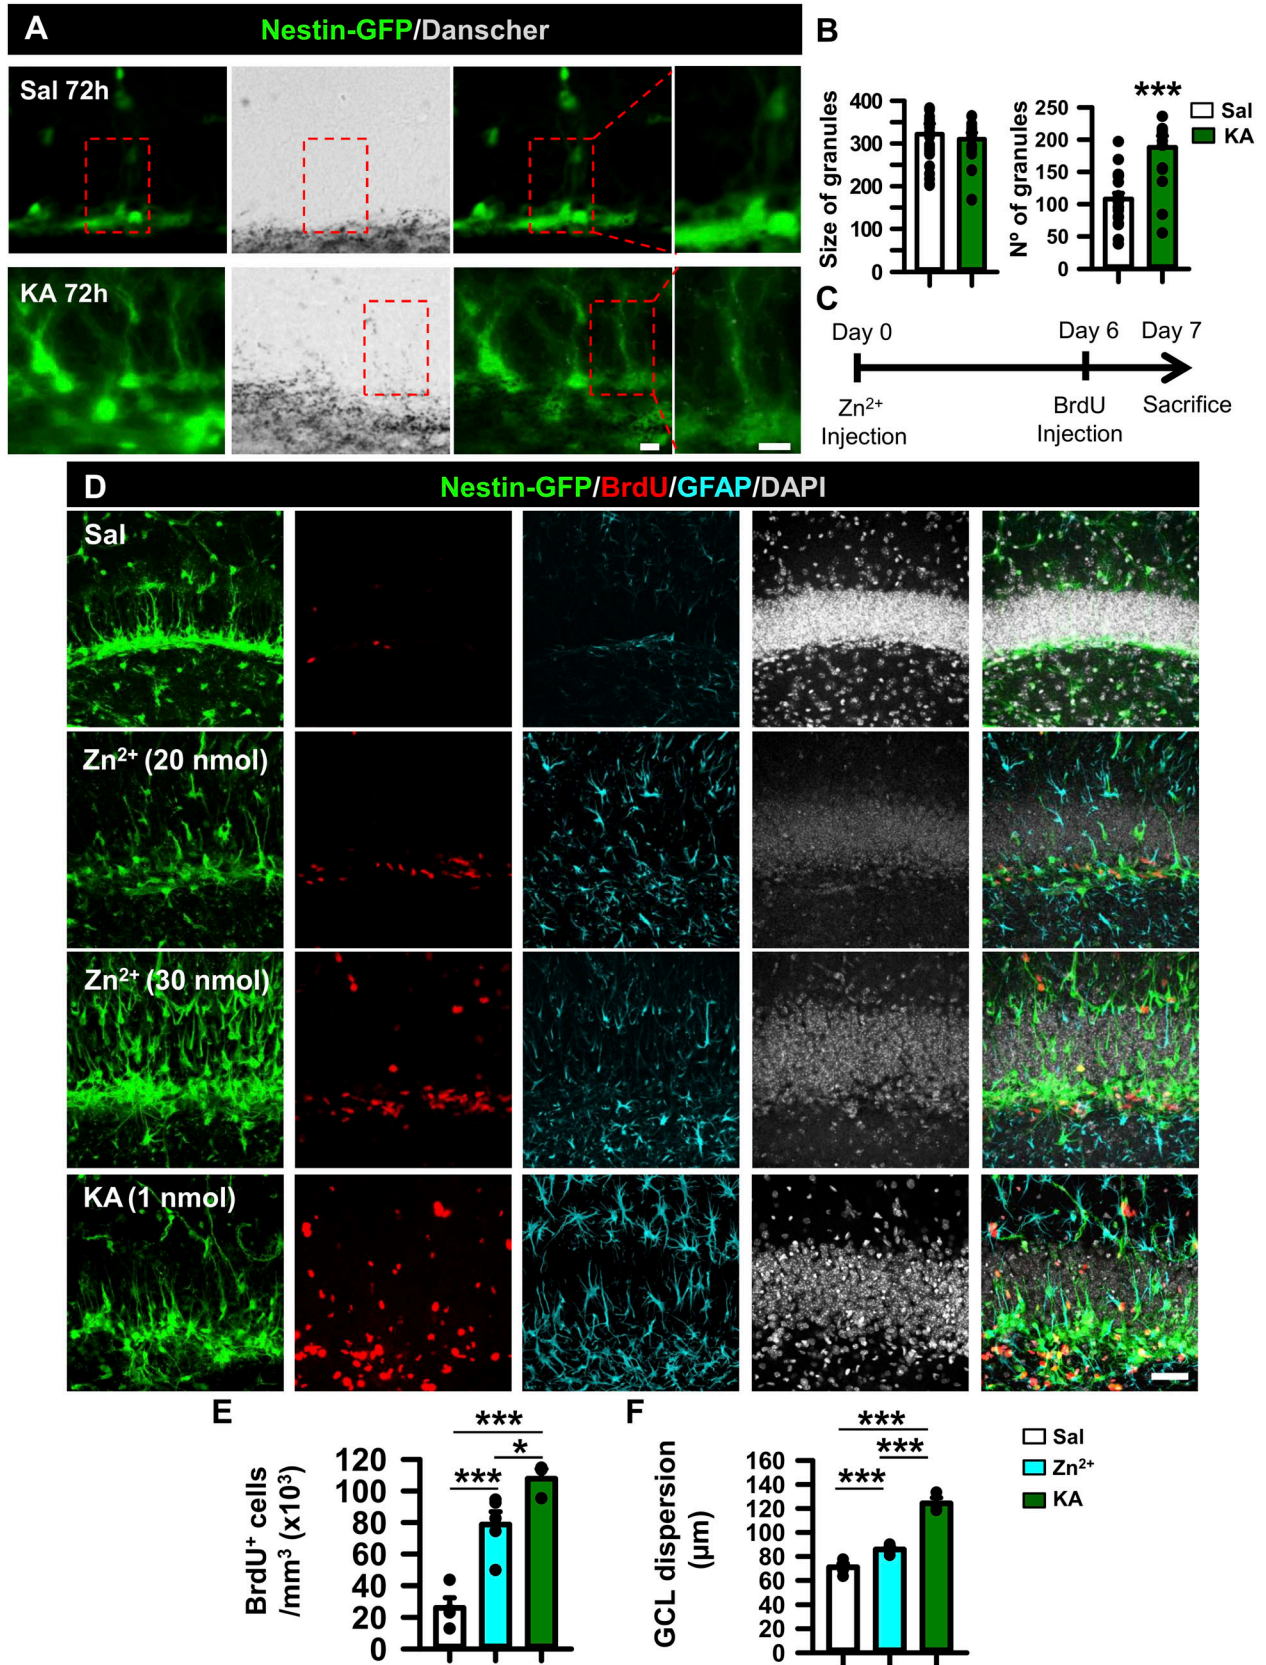 A
Nestin-GFP/Danscher
Sal 72h
KA 72h
B
Size of granules
400
300
200
100
0
Nº of granules
250
200
150
100
50
0
***
Sal
KA
C
Day 0
Day 6
Day 7
Zn²⁺
Injection
BrdU
Injection
Sacrifice
D
Nestin-GFP/BrdU/GFAP/DAPI
Sal
Zn²⁺ (20 nmol)
Zn²⁺ (30 nmol)
KA (1 nmol)
E
BrdU⁺ cells
/mm³ (x10³)
120
100
80
60
40
20
0
***
***
*
F
GCL dispersion
(µm)
160
140
120
100
80
60
40
20
0
***
***
***
Sal
Zn²⁺
KA